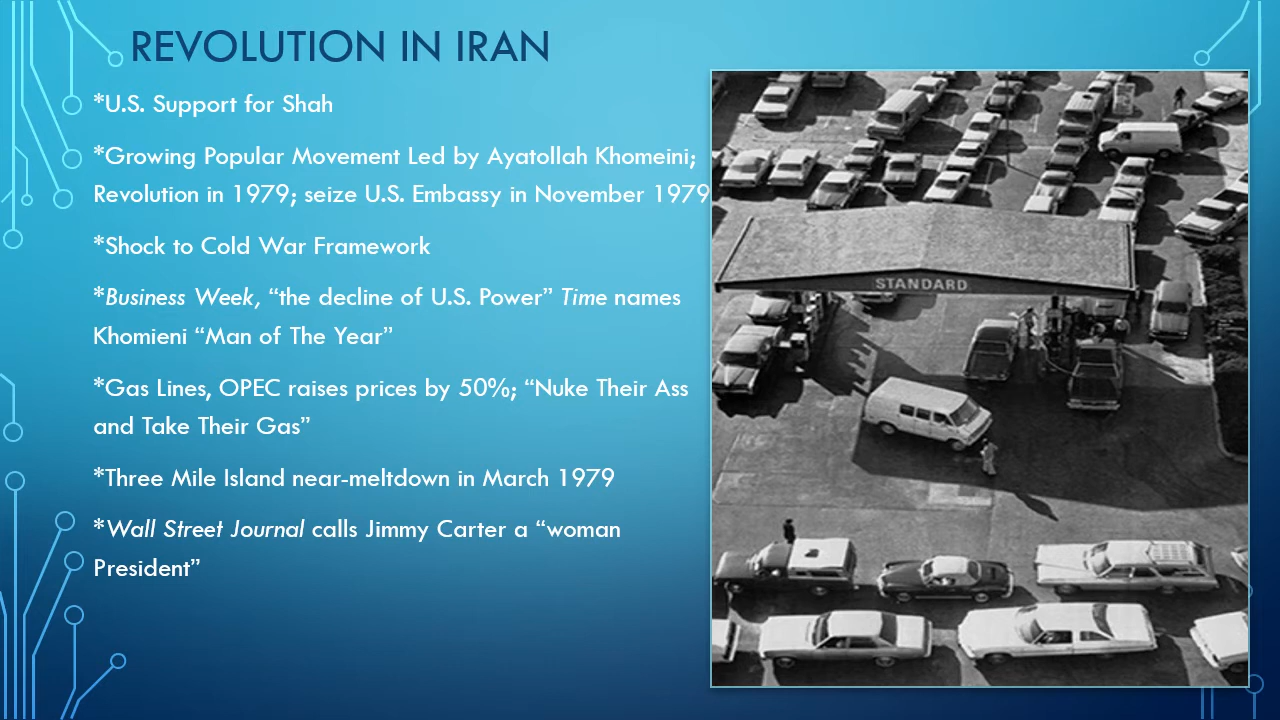 REVOLUTION IN IRAN
*U.S. Support for Shah
*Growing Popular Movement Led by Ayatollah Khomeini;
Revolution in 1979; seize U.S. Embassy in November 1979
*Shock to Cold War Framework
*Business Week, “the decline of U.S. Power” Time names
Khomieni “Man of The Year”
*Gas Lines, OPEC raises prices by 50%; “Nuke Their Ass
and Take Their Gas”
*Three Mile Island near-meltdown in March 1979
*Wall Street Journal calls Jimmy Carter a “woman
President”
STANDARD